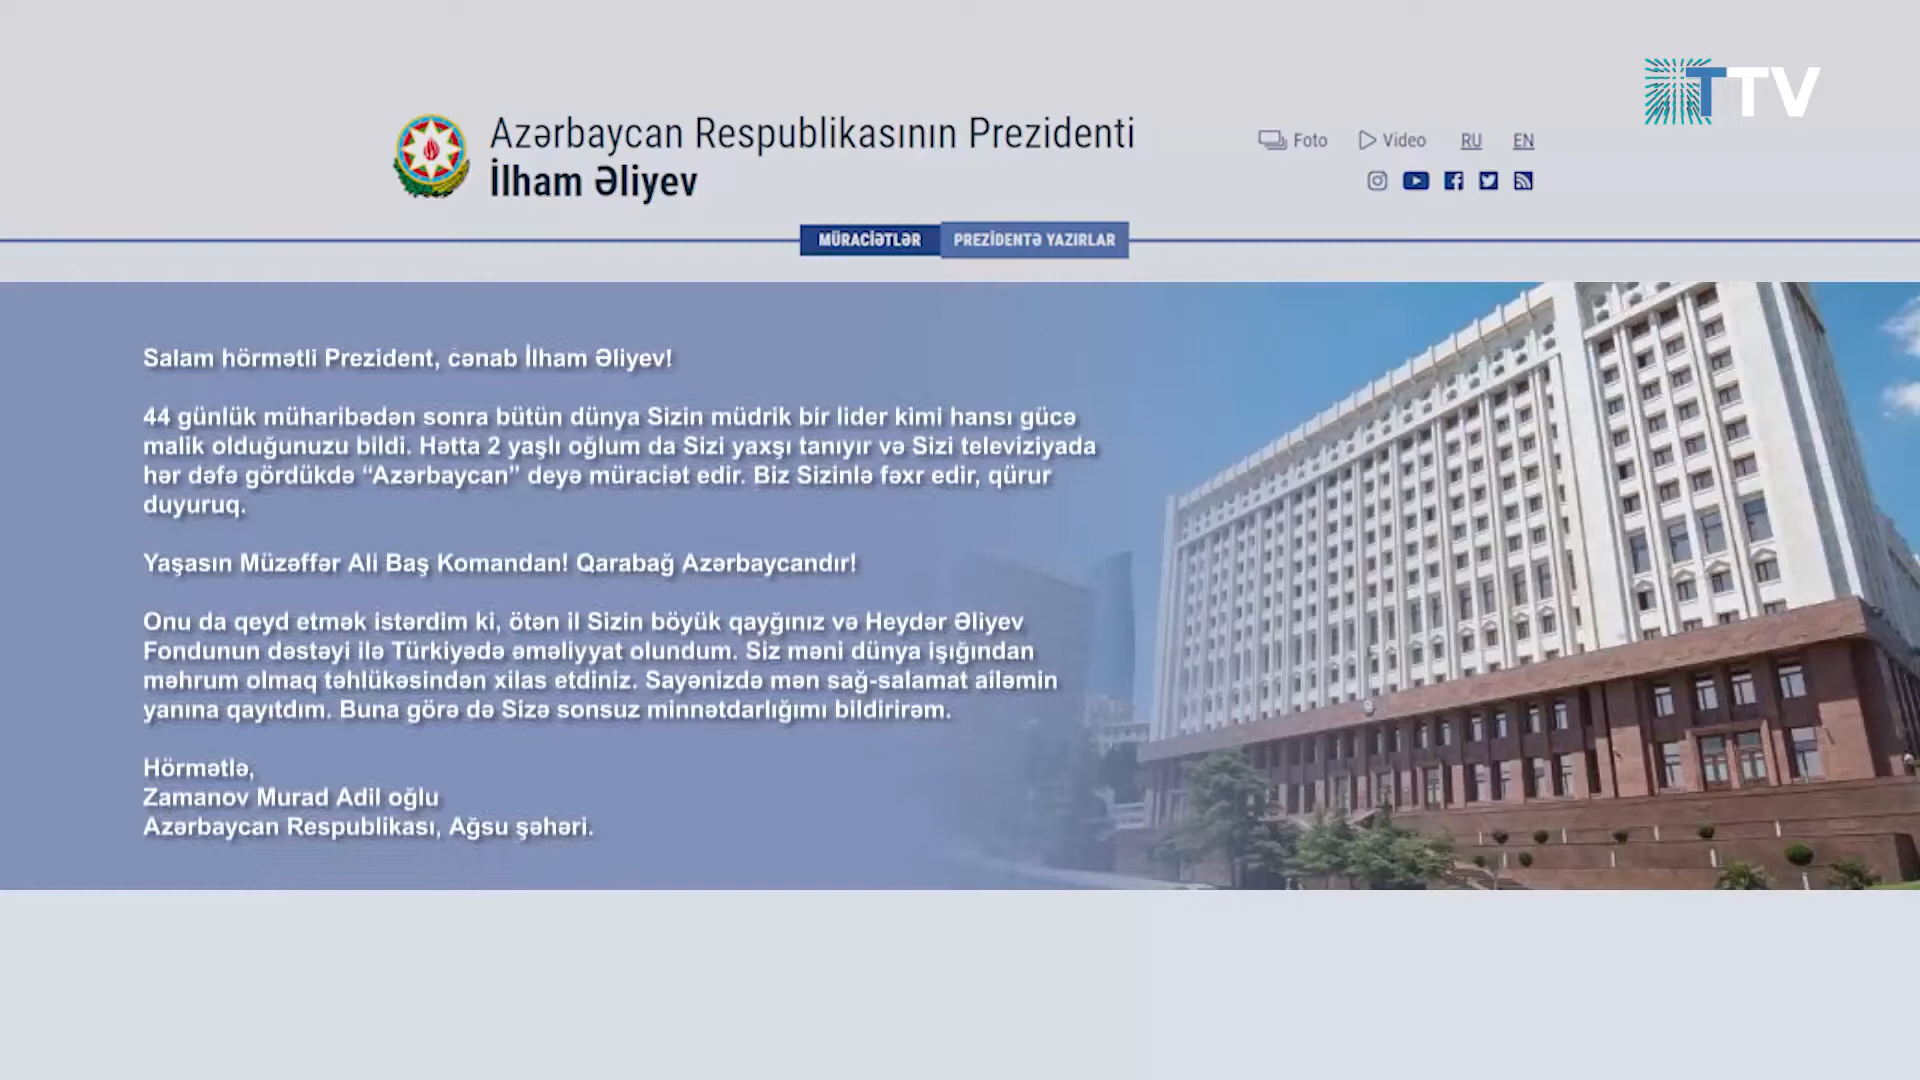 TTV
Azərbaycan Respublikasının Prezidenti
İlham Əliyev
Foto
Video
RU
EN
MÜRACİƏTLƏR
PREZİDENTƏ YAZIRLAR
Salam hörmətli Prezident, cənab İlham Əliyev!
44 günlük müharibədən sonra bütün dünya Sizin müdrik bir lider kimi hansı gücə
malik olduğunuzu bildi. Hətta 2 yaşlı oğlum da Sizi yaxşı tanıyır və Sizi televiziyada
hər dəfə gördükdə “Azərbaycan” deyə müraciət edir. Biz Sizinlə fəxr edir, qürur
duyuruq.
Yaşasın Müzəffər Ali Baş Komandan! Qarabağ Azərbaycandır!
Onu da qeyd etmək istərdim ki, ötən il Sizin böyük qayğınız və Heydər Əliyev
Fondunun dəstəyi ilə Türkiyədə əməliyyat olundum. Siz məni dünya işığından
məhrum olmaq təhlükəsindən xilas etdiniz. Sayənizdə mən sağ-salamat ailəmin
yanına qayıtdım. Buna görə də Sizə sonsuz minnətdarlığımı bildirirəm.
Hörmətlə,
Zamanov Murad Adil oğlu
Azərbaycan Respublikası, Ağsu şəhəri.